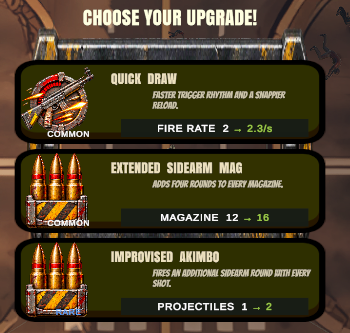 CHOOSE YOUR UPGRADE!
QUICK DRAW
FASTER TRIGGER RHYTHM AND A SNAPPIER
RELOAD.
COMMON
FIRE RATE 2 → 2.3/s
EXTENDED SIDEARM MAG
ADDS FOUR ROUNDS TO EVERY MAGAZINE.
COMMON
MAGAZINE 12 → 16
IMPROVISED AKIMBO
FIRES AN ADDITIONAL SIDEARM ROUND WITH EVERY
SHOT.
RARE
PROJECTILES 1 → 2